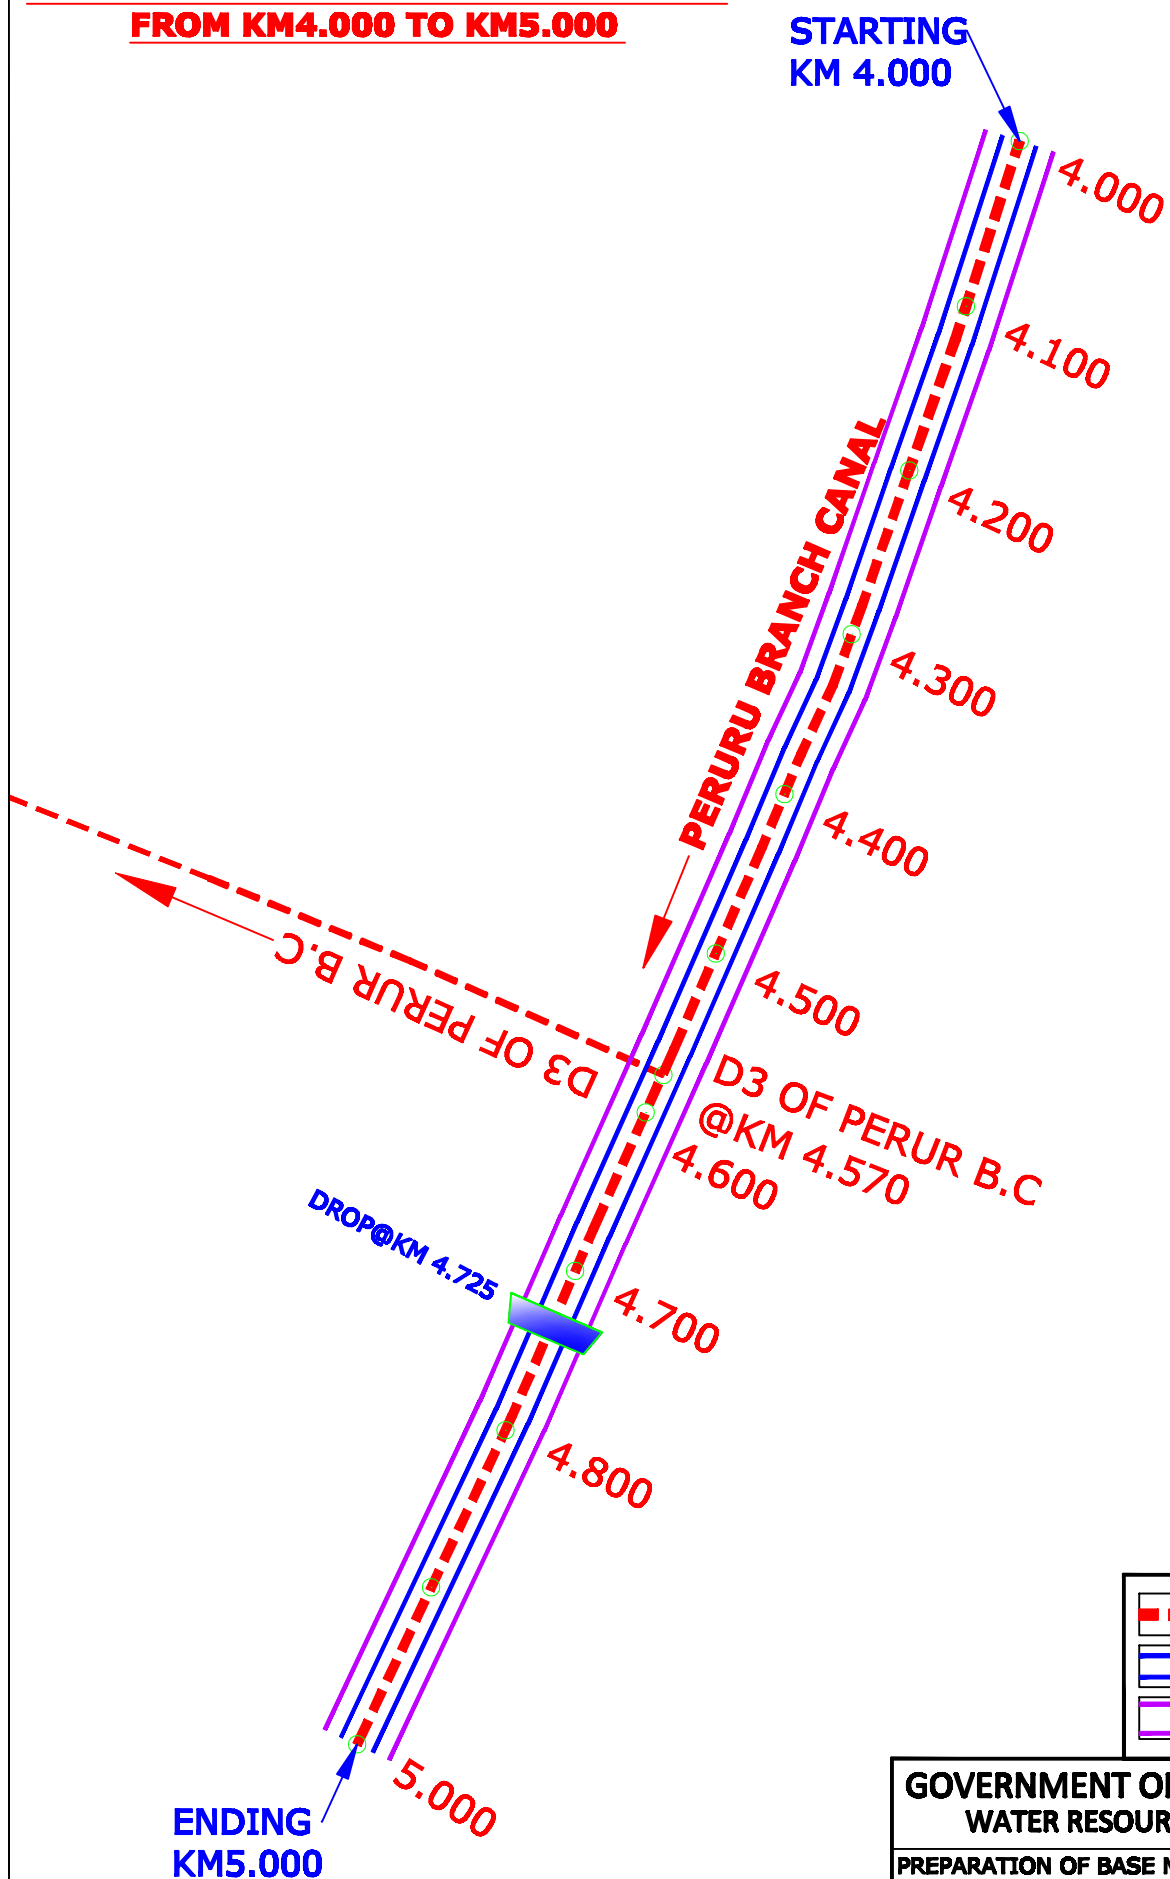 FROM KM4.000 TO KM5.000
STARTING
KM 4.000
4.000
4.100
4.200
PERURU BRANCH CANAL
4.300
4.400
D3 OF PERUR B.C
4.500
D3 OF PERUR B.C
@KM 4.570
4.600
DROP@KM 4.725
4.700
4.800
5.000
ENDING
KM5.000
GOVERNMENT OF
WATER RESOUR
PREPARATION OF BASE M